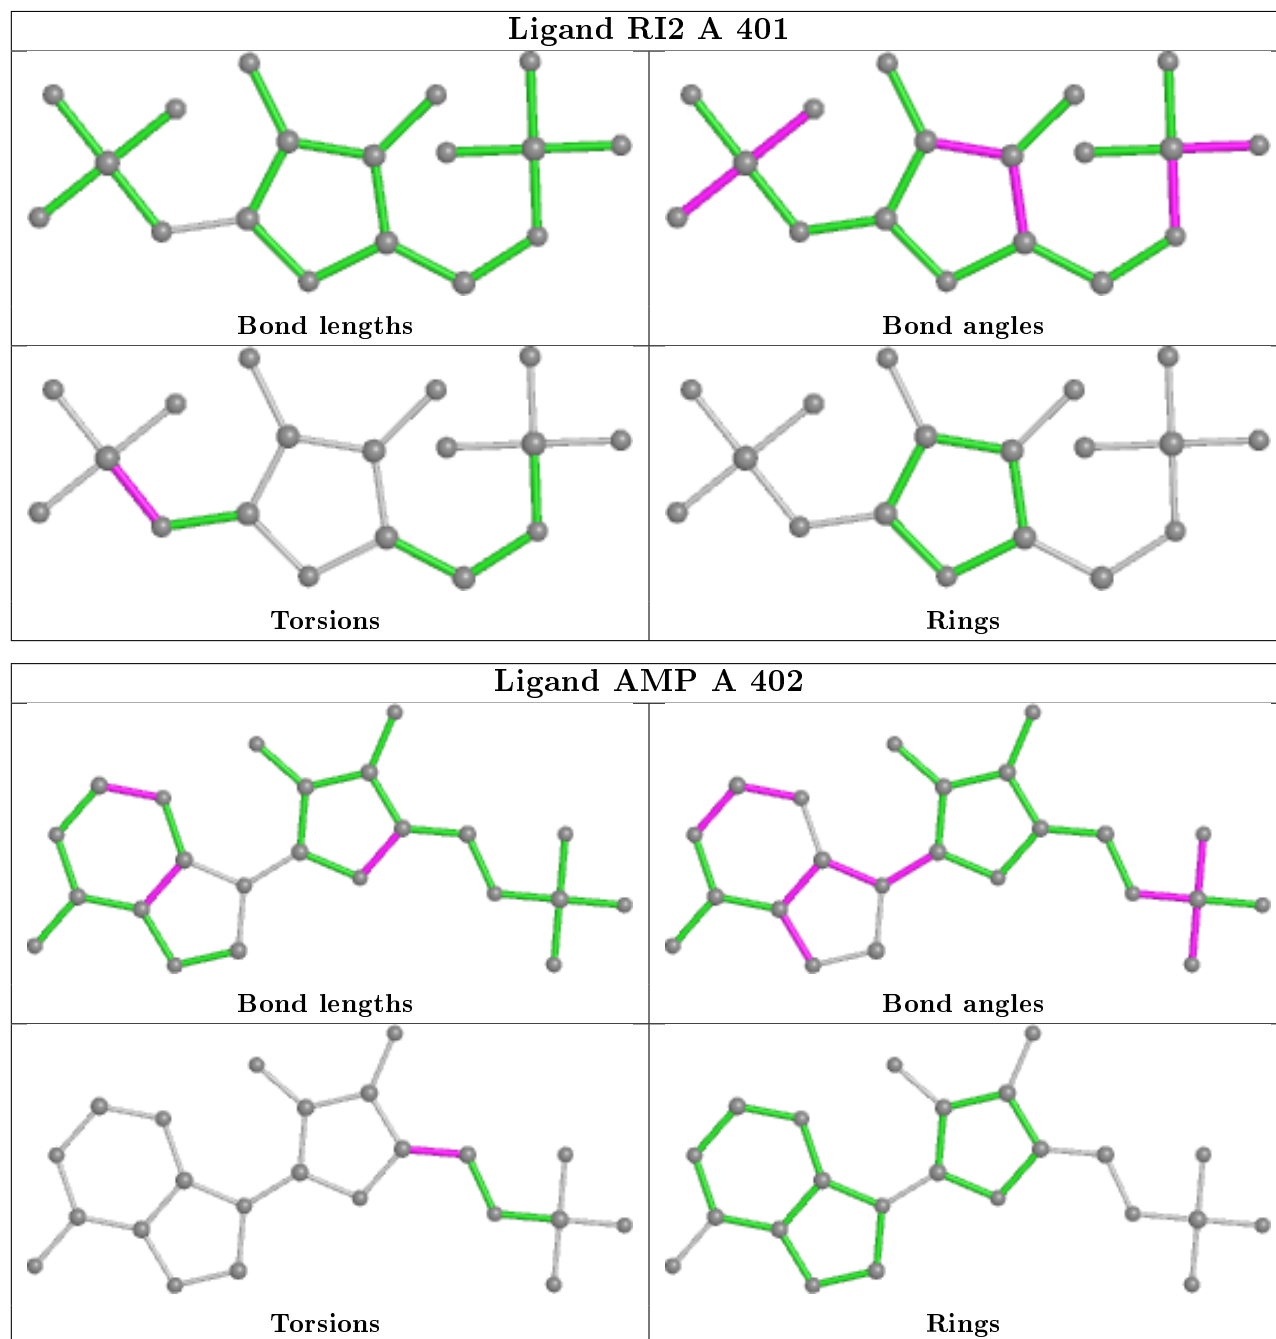 Ligand RI2 A 401
Bond lengths
Bond angles
Torsions
Rings
Ligand AMP A 402
Bond lengths
Bond angles
Torsions
Rings